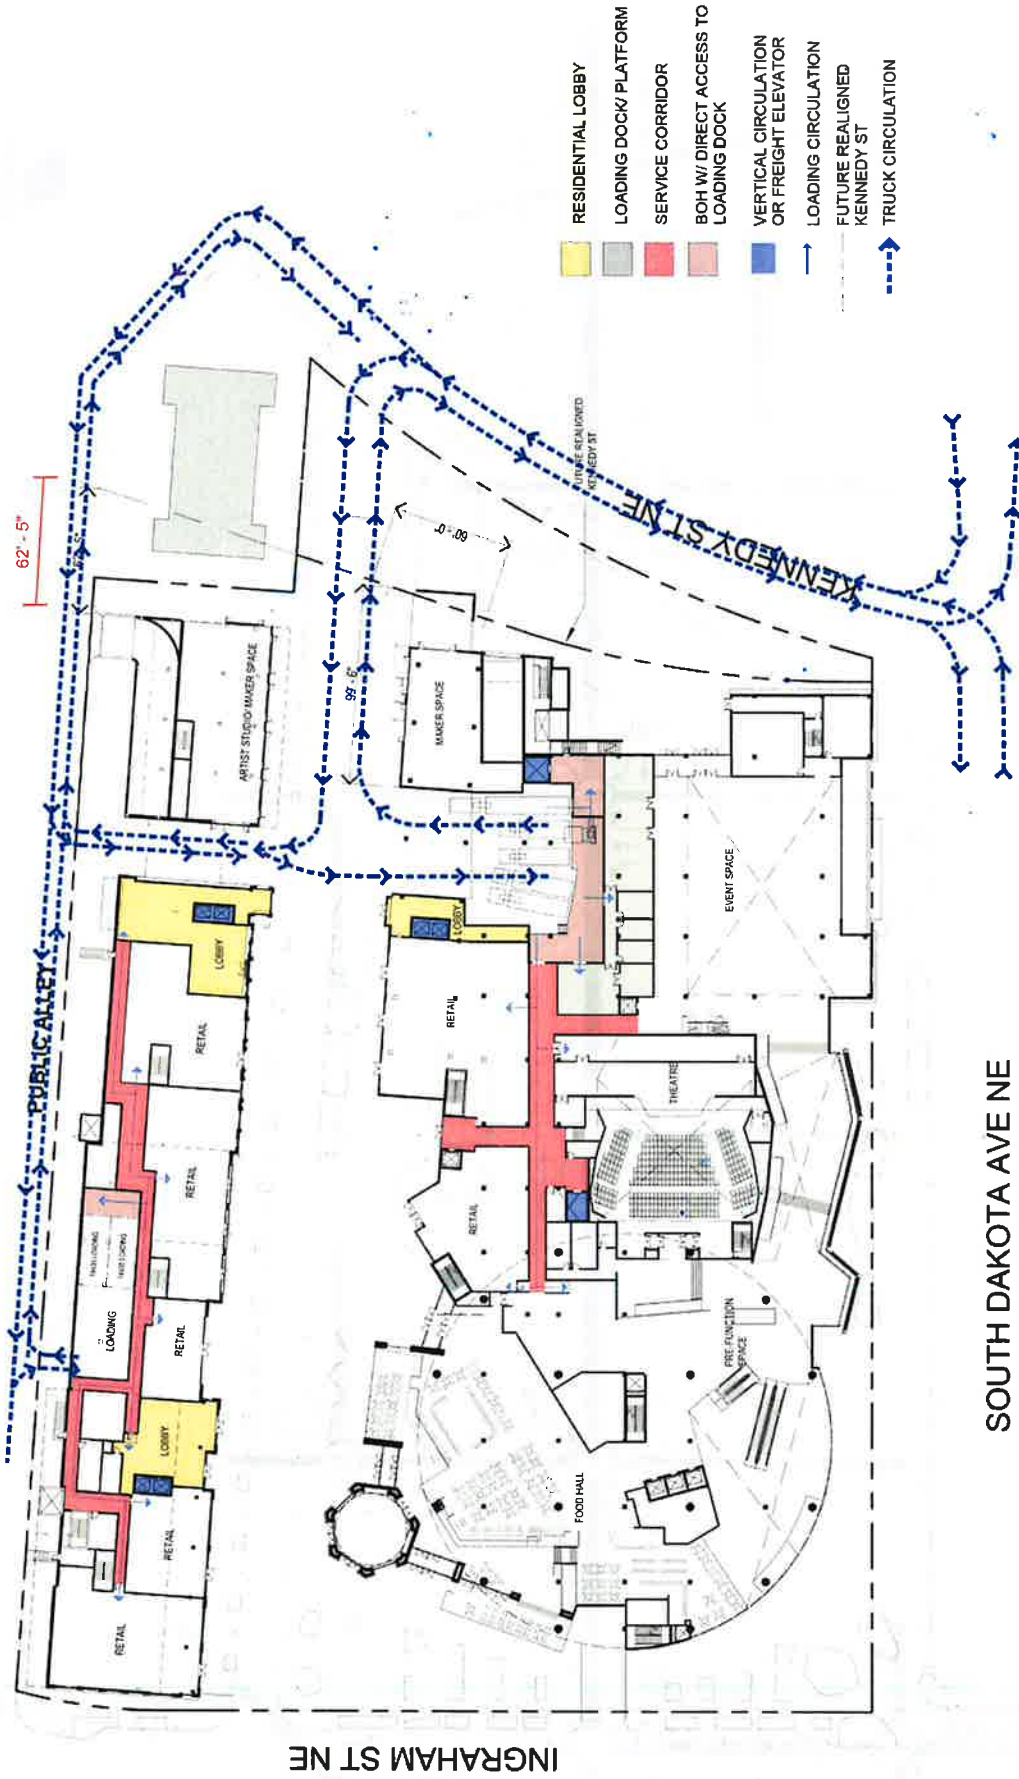 62' - 5"
PUBLIC ALLEY
ARTIST STUDIO/ MAKER SPACE
MAKER SPACE
99' - 6"
60' - 0"
FUTURE REALIGNED
KENNEDY ST
KENNEDY ST NE
LOBBY
RETAIL
RETAIL
LOADING
RETAIL
LOBBY
RETAIL
RETAIL
LOBBY
RETAIL
RETAIL
THEATRE
EVENT SPACE
PRE-FUNCTION
SPACE
FOOD HALL
INGRAHAM ST NE
SOUTH DAKOTA AVE NE
RESIDENTIAL LOBBY
LOADING DOCK/ PLATFORM
SERVICE CORRIDOR
BOH W/ DIRECT ACCESS TO
LOADING DOCK
VERTICAL CIRCULATION
OR FREIGHT ELEVATOR
LOADING CIRCULATION
FUTURE REALIGNED
KENNEDY ST
TRUCK CIRCULATION